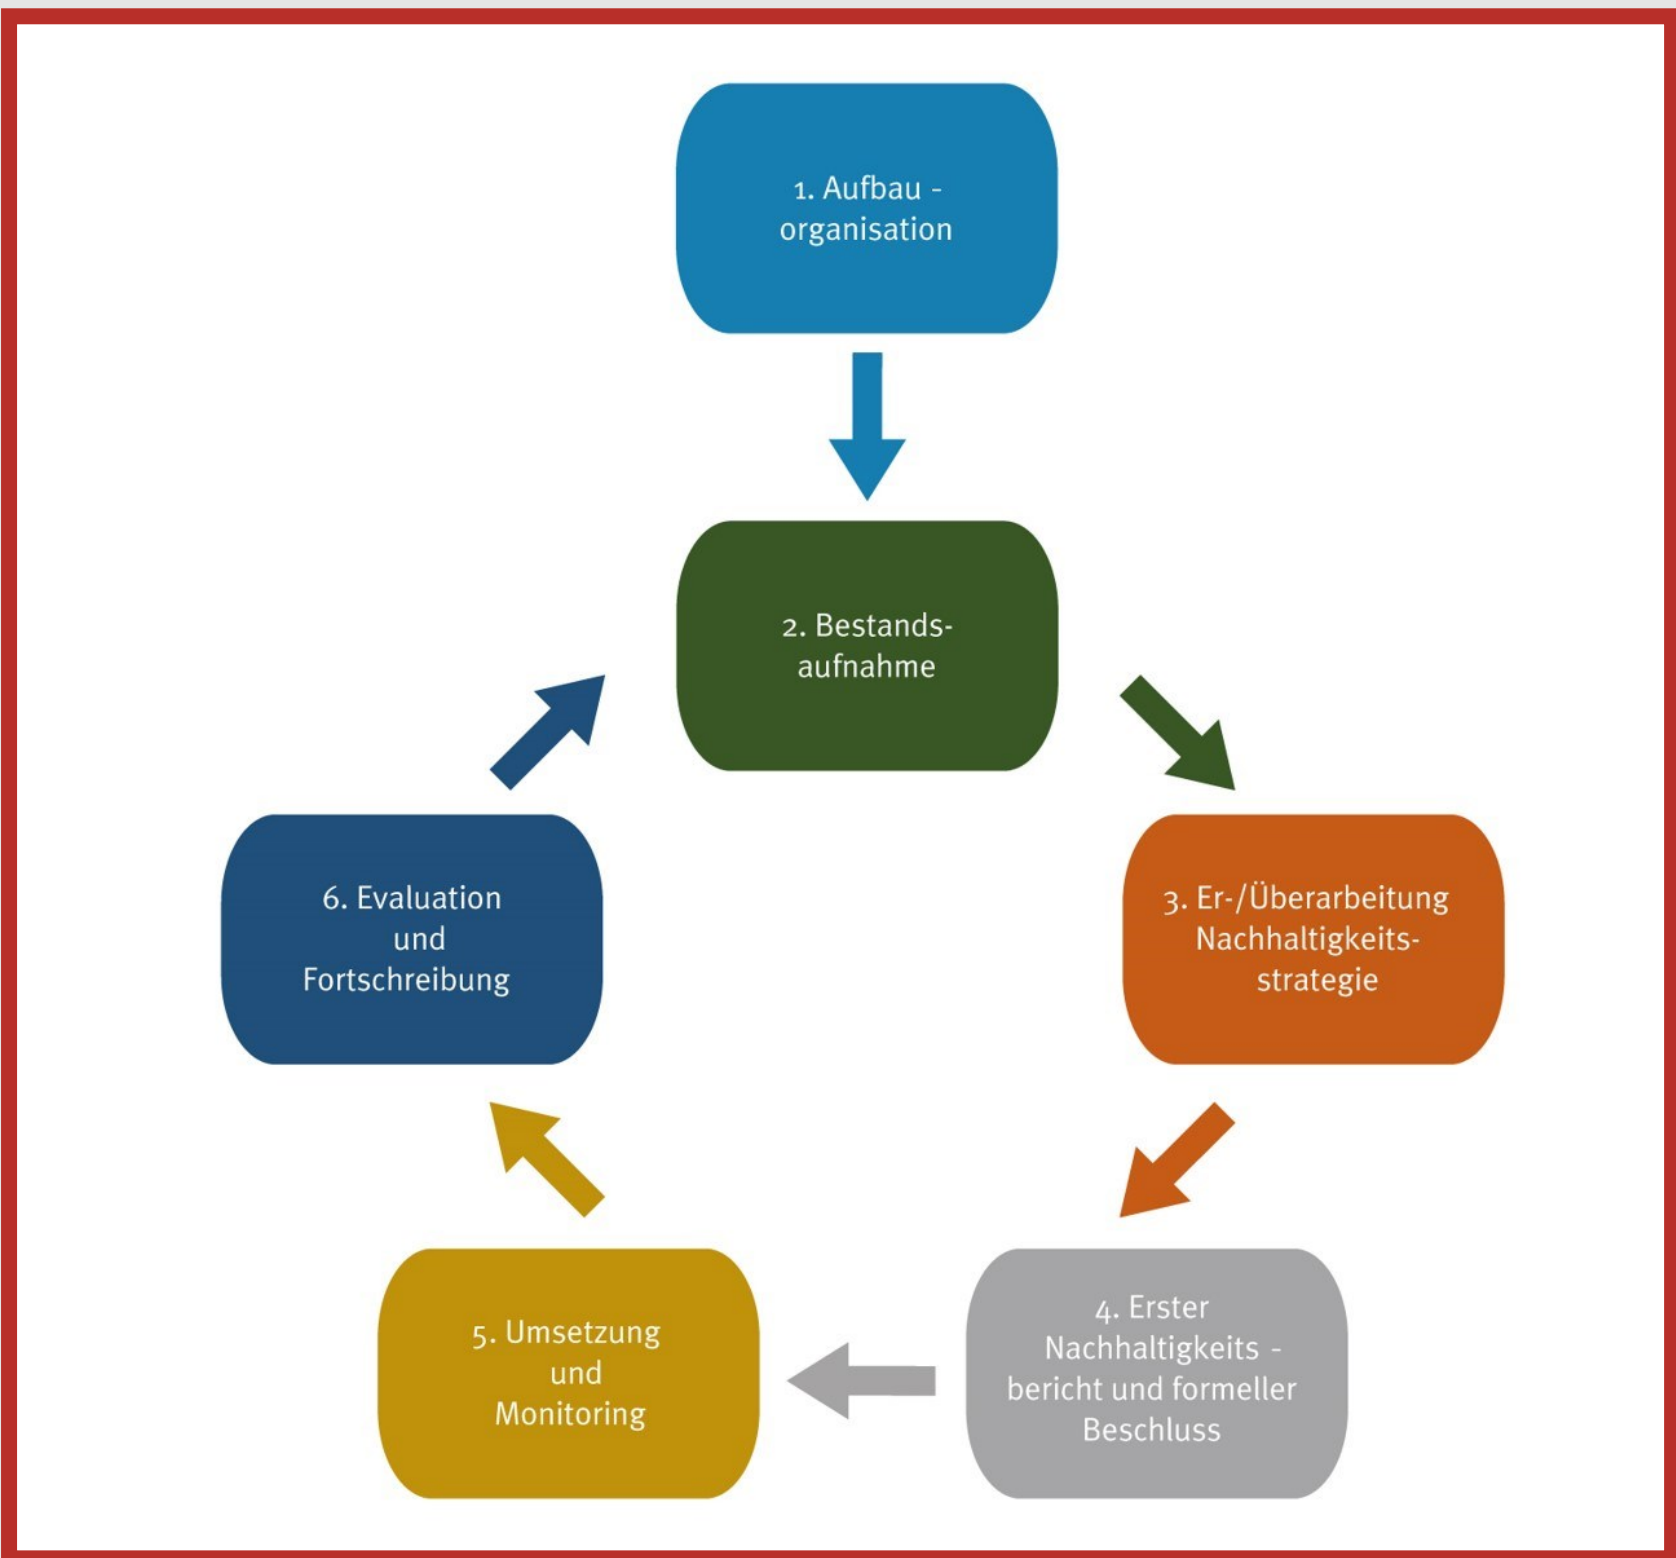 1. Aufbau -
organisation
2. Bestands-
aufnahme
3. Er-/Überarbeitung
Nachhaltigkeits-
strategie
4. Erster
Nachhaltigkeits -
bericht und formeller
Beschluss
5. Umsetzung
und
Monitoring
6. Evaluation
und
Fortschreibung